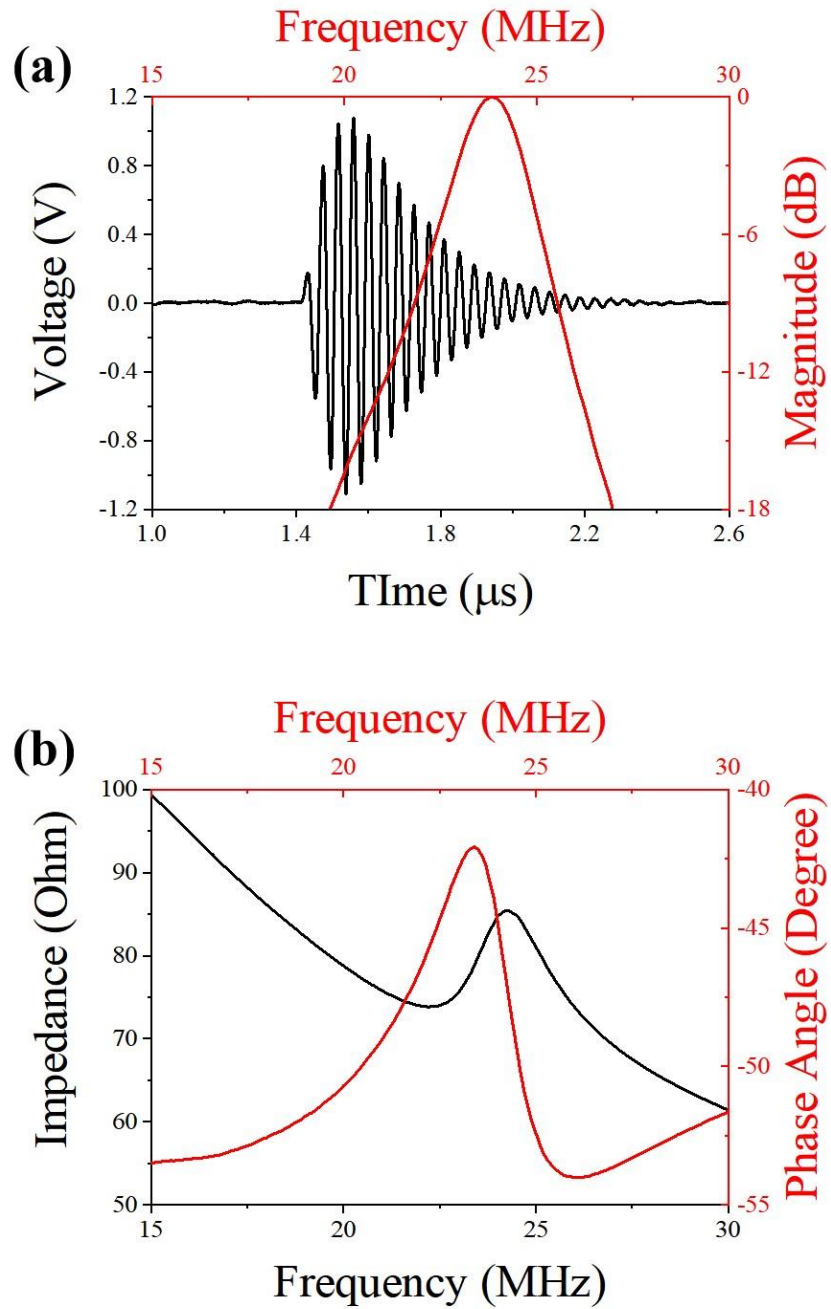 Frequency (MHz)
(a)
15 20 25 30
1.2 0
0.8
Voltage (V)
Magnitude (dB)
0.4 -6
0.0
-0.4 -12
-0.8
-1.2 -18
1.0 1.4 1.8 2.2 2.6
TIme (μs)
Frequency (MHz)
(b)
15 20 25 30
100 -40
90
Impedance (Ohm)
Phase Angle (Degree)
80 -45
70
-50
60
50 -55
15 20 25 30
Frequency (MHz)